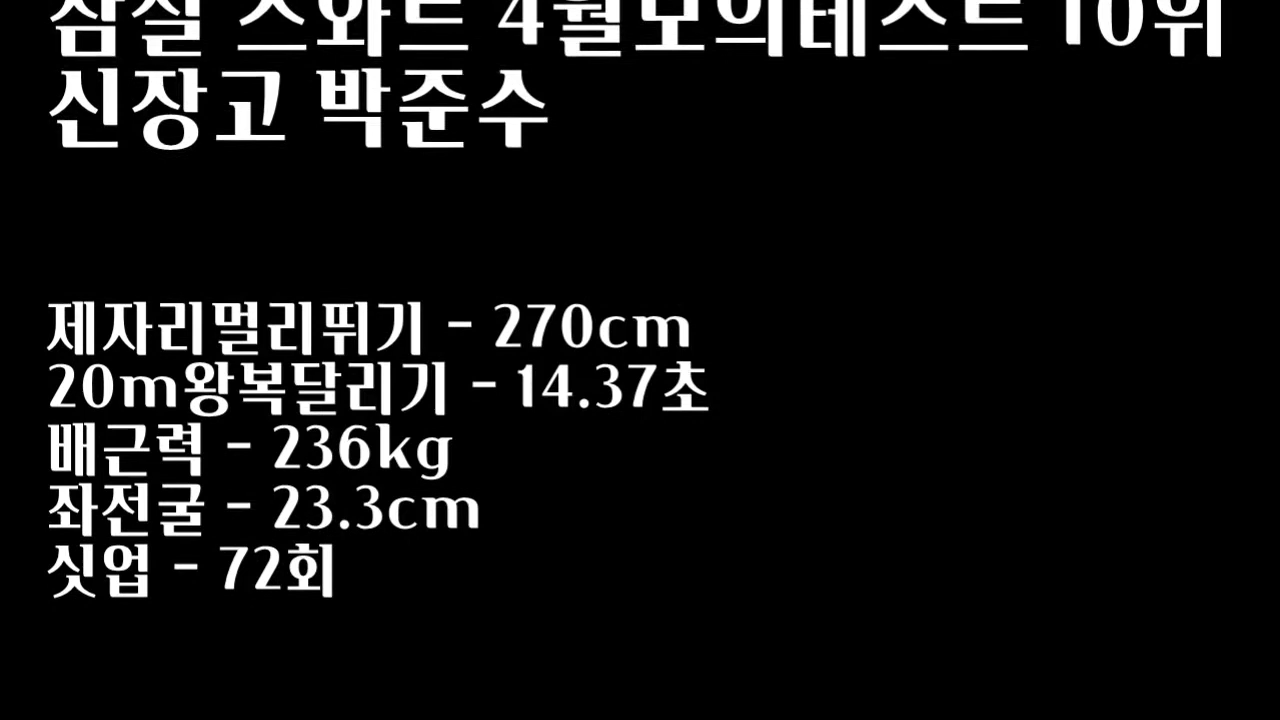 잠실 스와트 4월모의테스트 10위
신장고 박준수
제자리멀리뛰기 - 270cm
20m왕복달리기 - 14.37초
배근력 - 236kg
좌전굴 - 23.3cm
싯업 - 72회